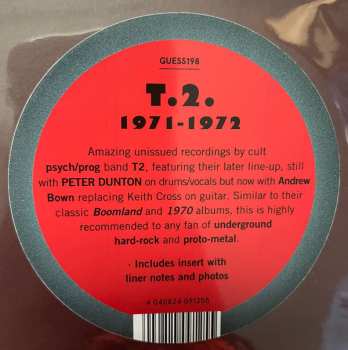 GUESS198
T.2.
1971-1972
Amazing unissued recordings by cult
psych/prog band T2, featuring their later line-up, still
with PETER DUNTON on drums/vocals but now with Andrew
Bown replacing Keith Cross on guitar. Similar to their
classic Boomland and 1970 albums, this is highly
recommended to any fan of underground
hard-rock and proto-metal.
· Includes insert with
liner notes and photos